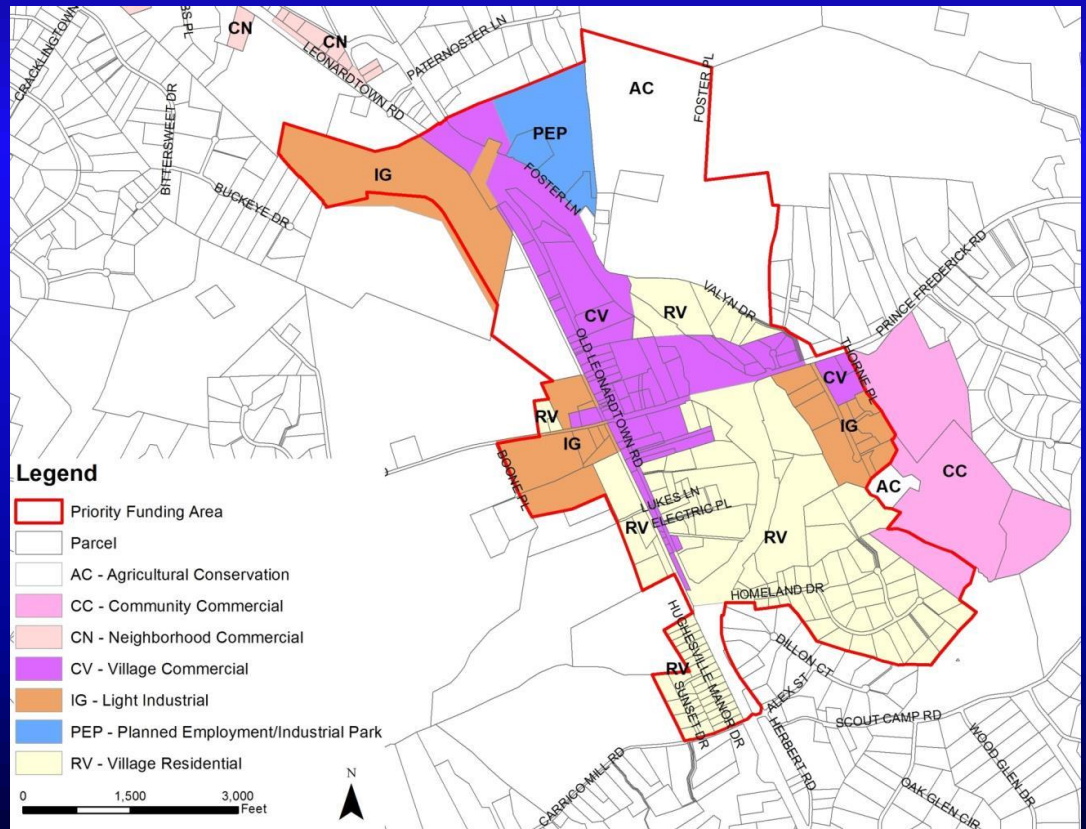 CRACKLINGTOWN
BS PL
CN
CN
LEONARDTOWN RD
PATERNOSTER LN
AC
FOSTER PL
PEP
BITTERSWEET DR
IG
FOSTER LN
BUCKEYE DR
PRINCE FREDERICK RD
VALYN DR
RV
CV
OLD LEONARDTOWN RD
THORNE PL
CV
RV
IG
IG
BOONE PL
CC
AC
LUKES LN
ELECTRIC PL
RV
RV
HOMELAND DR
HUGHESVILLE MANOR DR
DILLON CT
RV
SUNSET DR
ALEX ST
SCOUT CAMP RD
HERBERT RD
WOOD GLEN DR
CARRICO MILL RD
OAK GLEN CIR
Legend
Priority Funding Area
Parcel
AC - Agricultural Conservation
CC - Community Commercial
CN - Neighborhood Commercial
CV - Village Commercial
IG - Light Industrial
PEP - Planned Employment/Industrial Park
RV - Village Residential
N
0 1,500 3,000
Feet